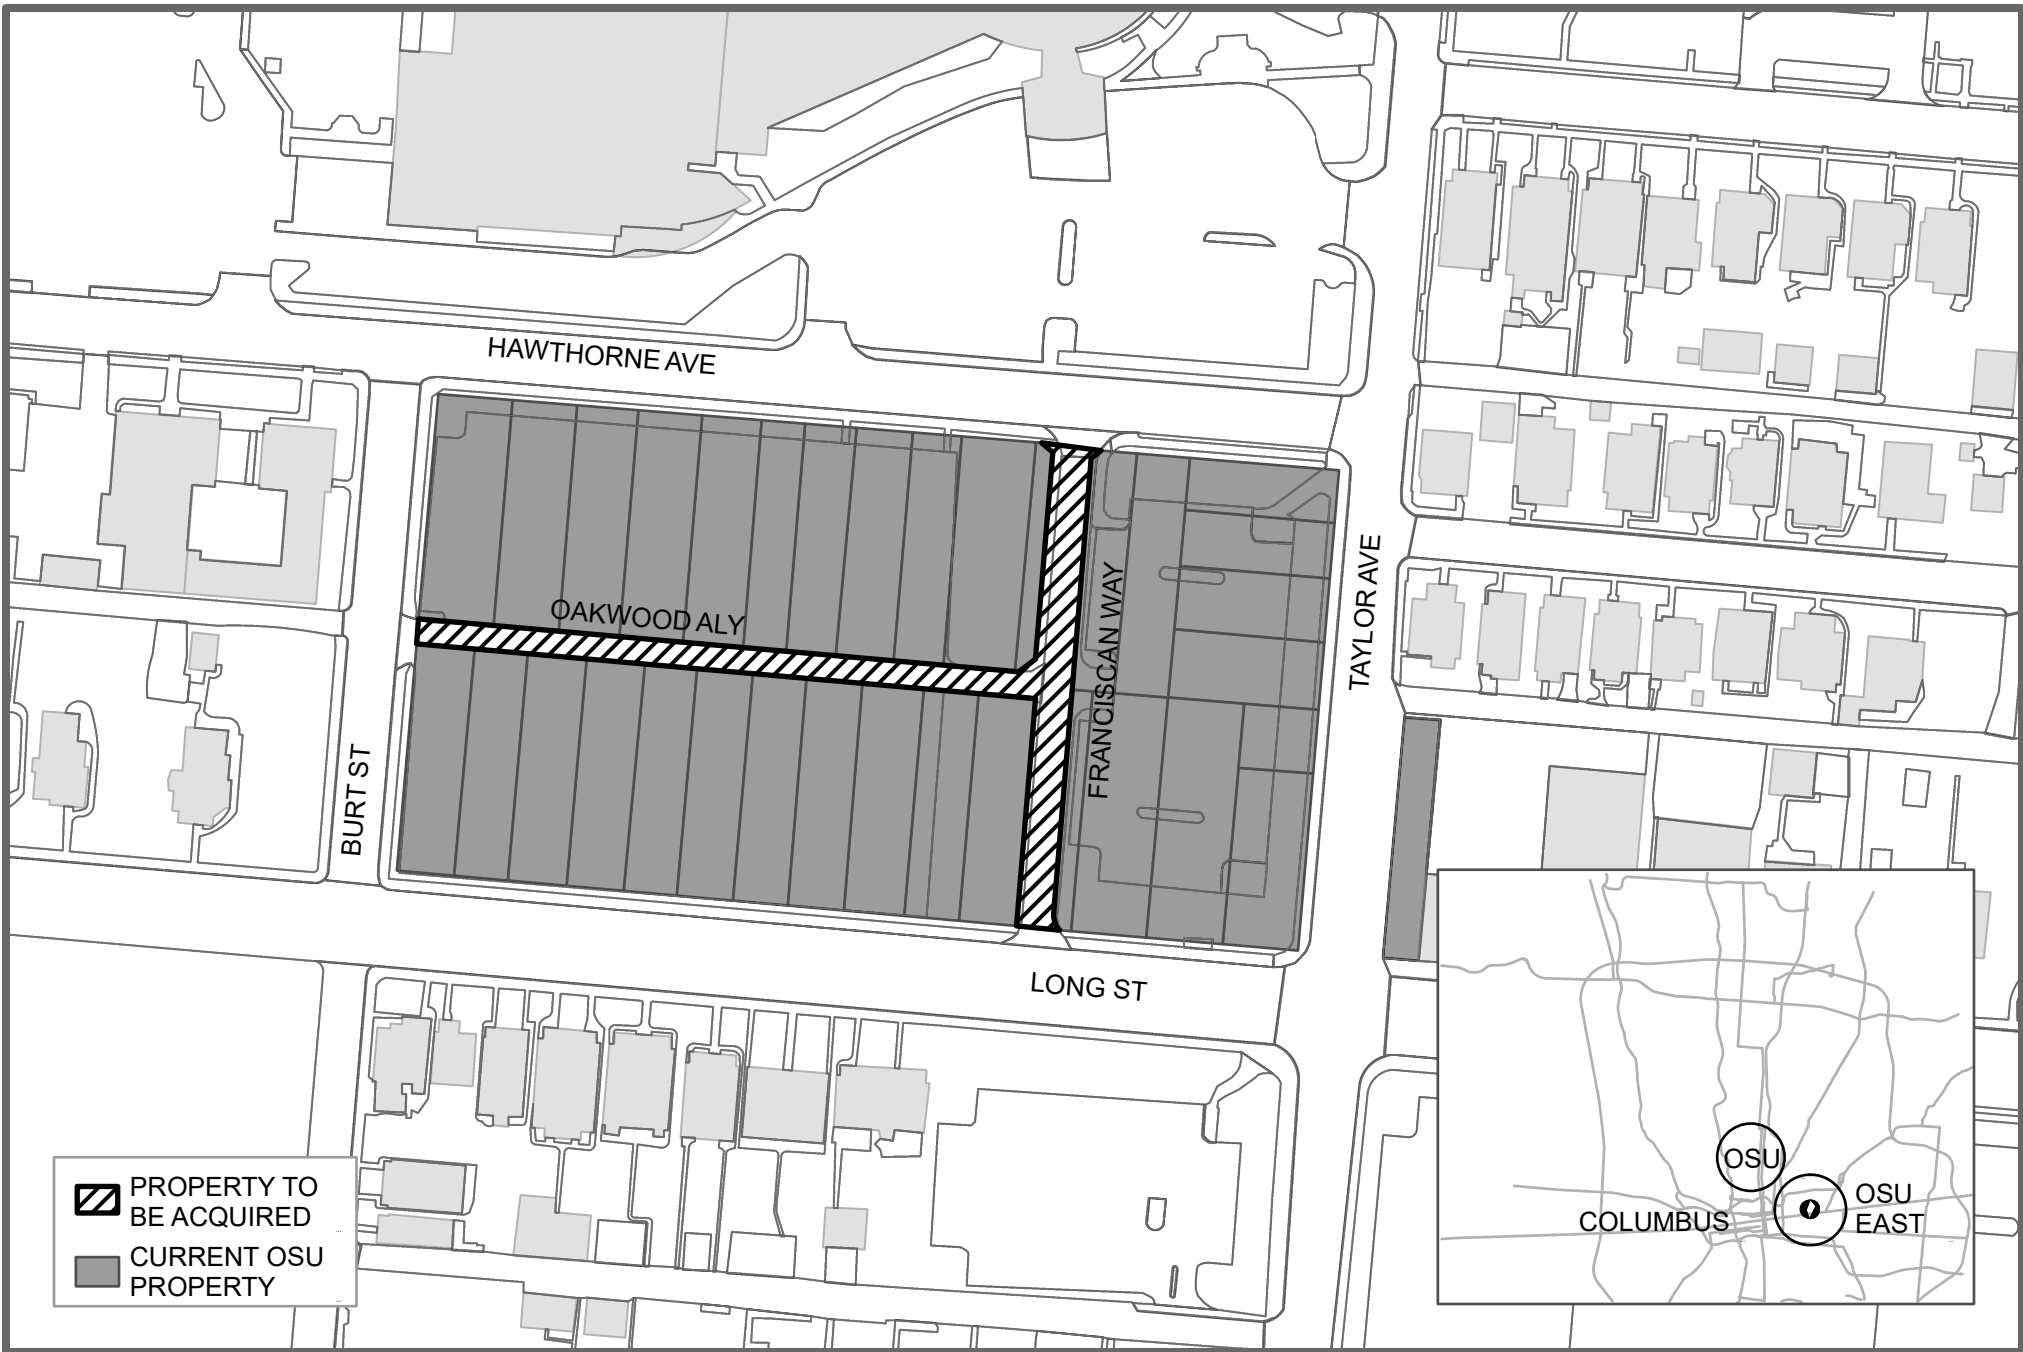 HAWTHORNE AVE
OAKWOOD ALY
FRANCISCAN WAY
TAYLOR AVE
BURT ST
LONG ST
PROPERTY TO
BE ACQUIRED
CURRENT OSU
PROPERTY
OSU
OSU
EAST
COLUMBUS